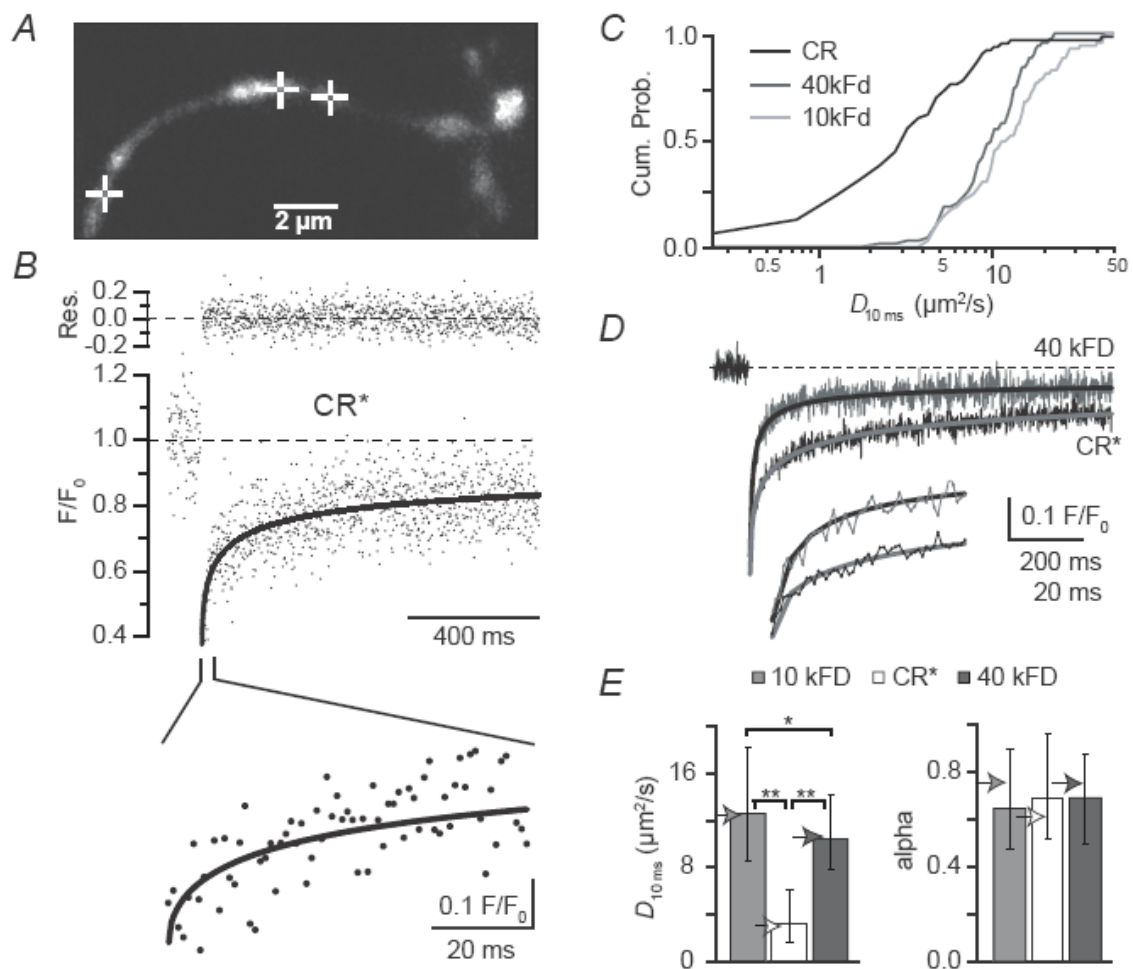 A
2 µm
B
Res.
0.2
0.0
-0.2
1.2
1.0
0.8
0.6
0.4
F/F0
CR*
400 ms
0.1 F/F0
20 ms
C
CR
40kFd
10kFd
Cum. Prob.
1.0
0.5
0.0
0.5 1 5 10 50
D10 ms (µm²/s)
D
40 kFD
CR*
0.1 F/F0
200 ms
20 ms
E
10 kFD CR* 40 kFD
D10 ms (µm²/s)
16
8
0
*
** **
alpha
0.8
0.4
0.0